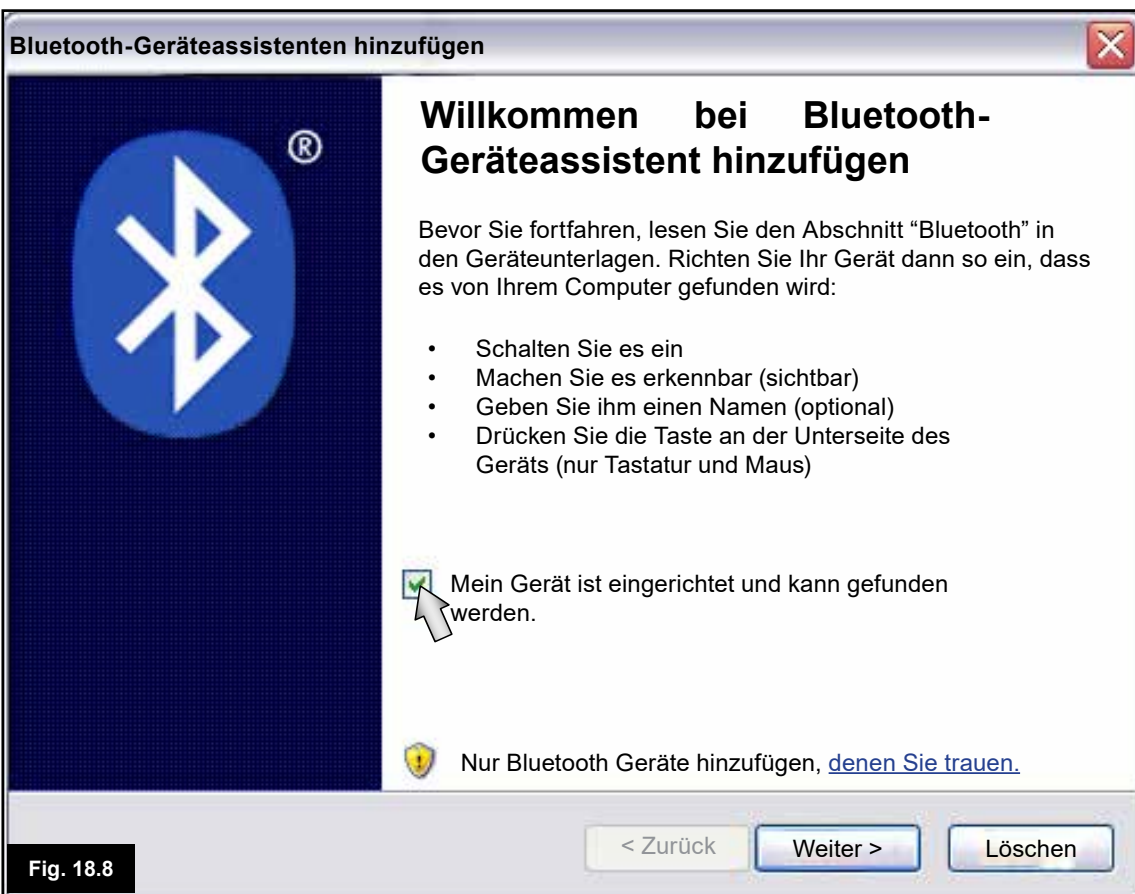 Bluetooth-Geräteassistenten hinzufügen
®
Willkommen bei Bluetooth-
Geräteassistent hinzufügen
Bevor Sie fortfahren, lesen Sie den Abschnitt “Bluetooth” in
den Geräteunterlagen. Richten Sie Ihr Gerät dann so ein, dass
es von Ihrem Computer gefunden wird:
• Schalten Sie es ein
• Machen Sie es erkennbar (sichtbar)
• Geben Sie ihm einen Namen (optional)
• Drücken Sie die Taste an der Unterseite des
Geräts (nur Tastatur und Maus)
Mein Gerät ist eingerichtet und kann gefunden
werden.
Nur Bluetooth Geräte hinzufügen, denen Sie trauen.
< Zurück Weiter > Löschen
Fig. 18.8